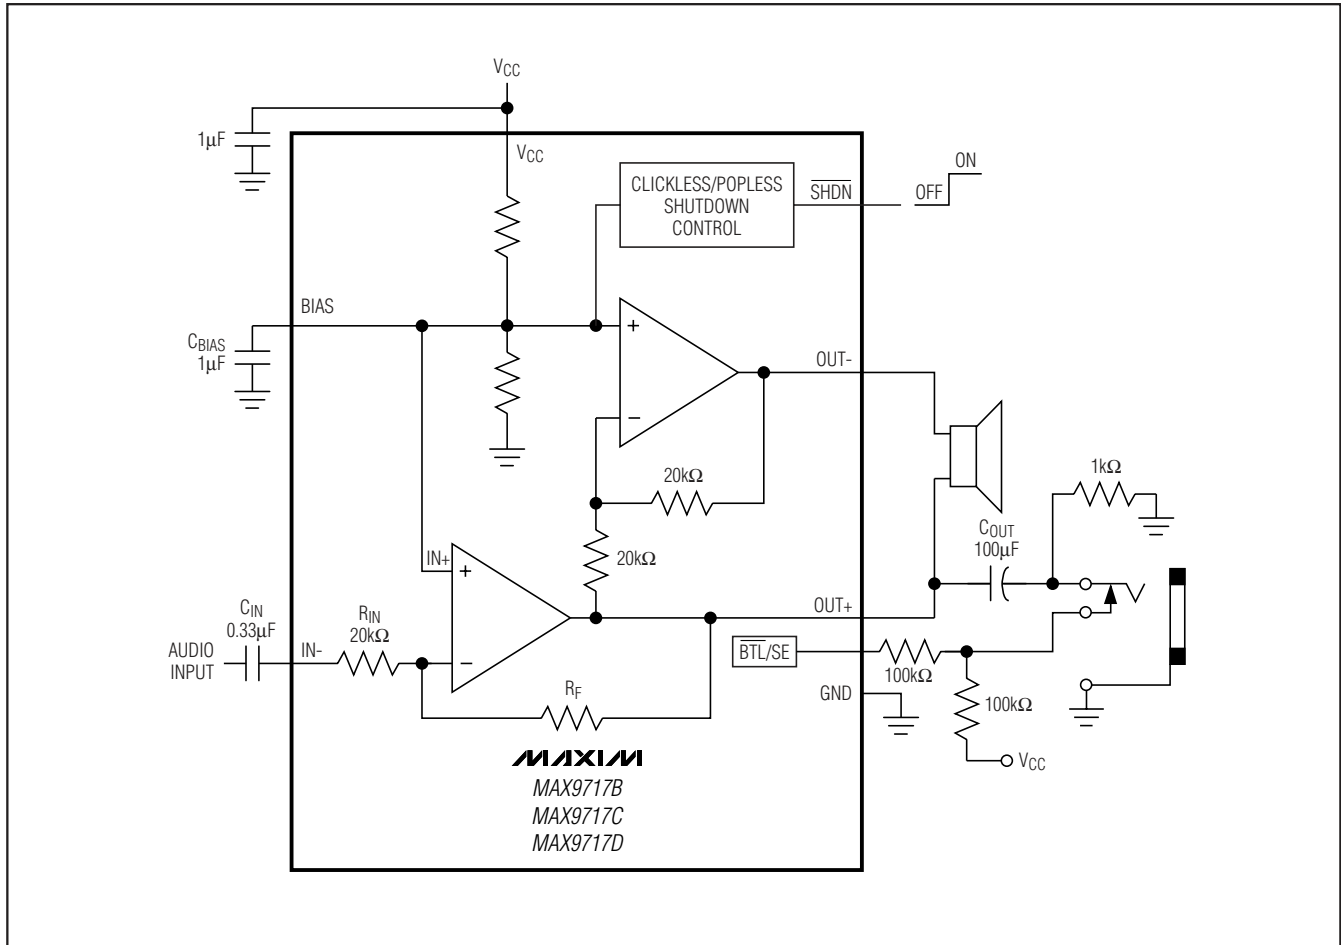 VCC
1µF
VCC
CLICKLESS/POPLESS
SHUTDOWN
CONTROL
SHDN
OFF
ON
BIAS
CBIAS
1µF
+
−
OUT-
20kΩ
20kΩ
1kΩ
COUT
100µF
IN+
+
−
OUT+
CIN
0.33µF
RIN
20kΩ
AUDIO
INPUT
IN-
BTL/SE
100kΩ
GND
100kΩ
VCC
RF
MAXIM
MAX9717B
MAX9717C
MAX9717D